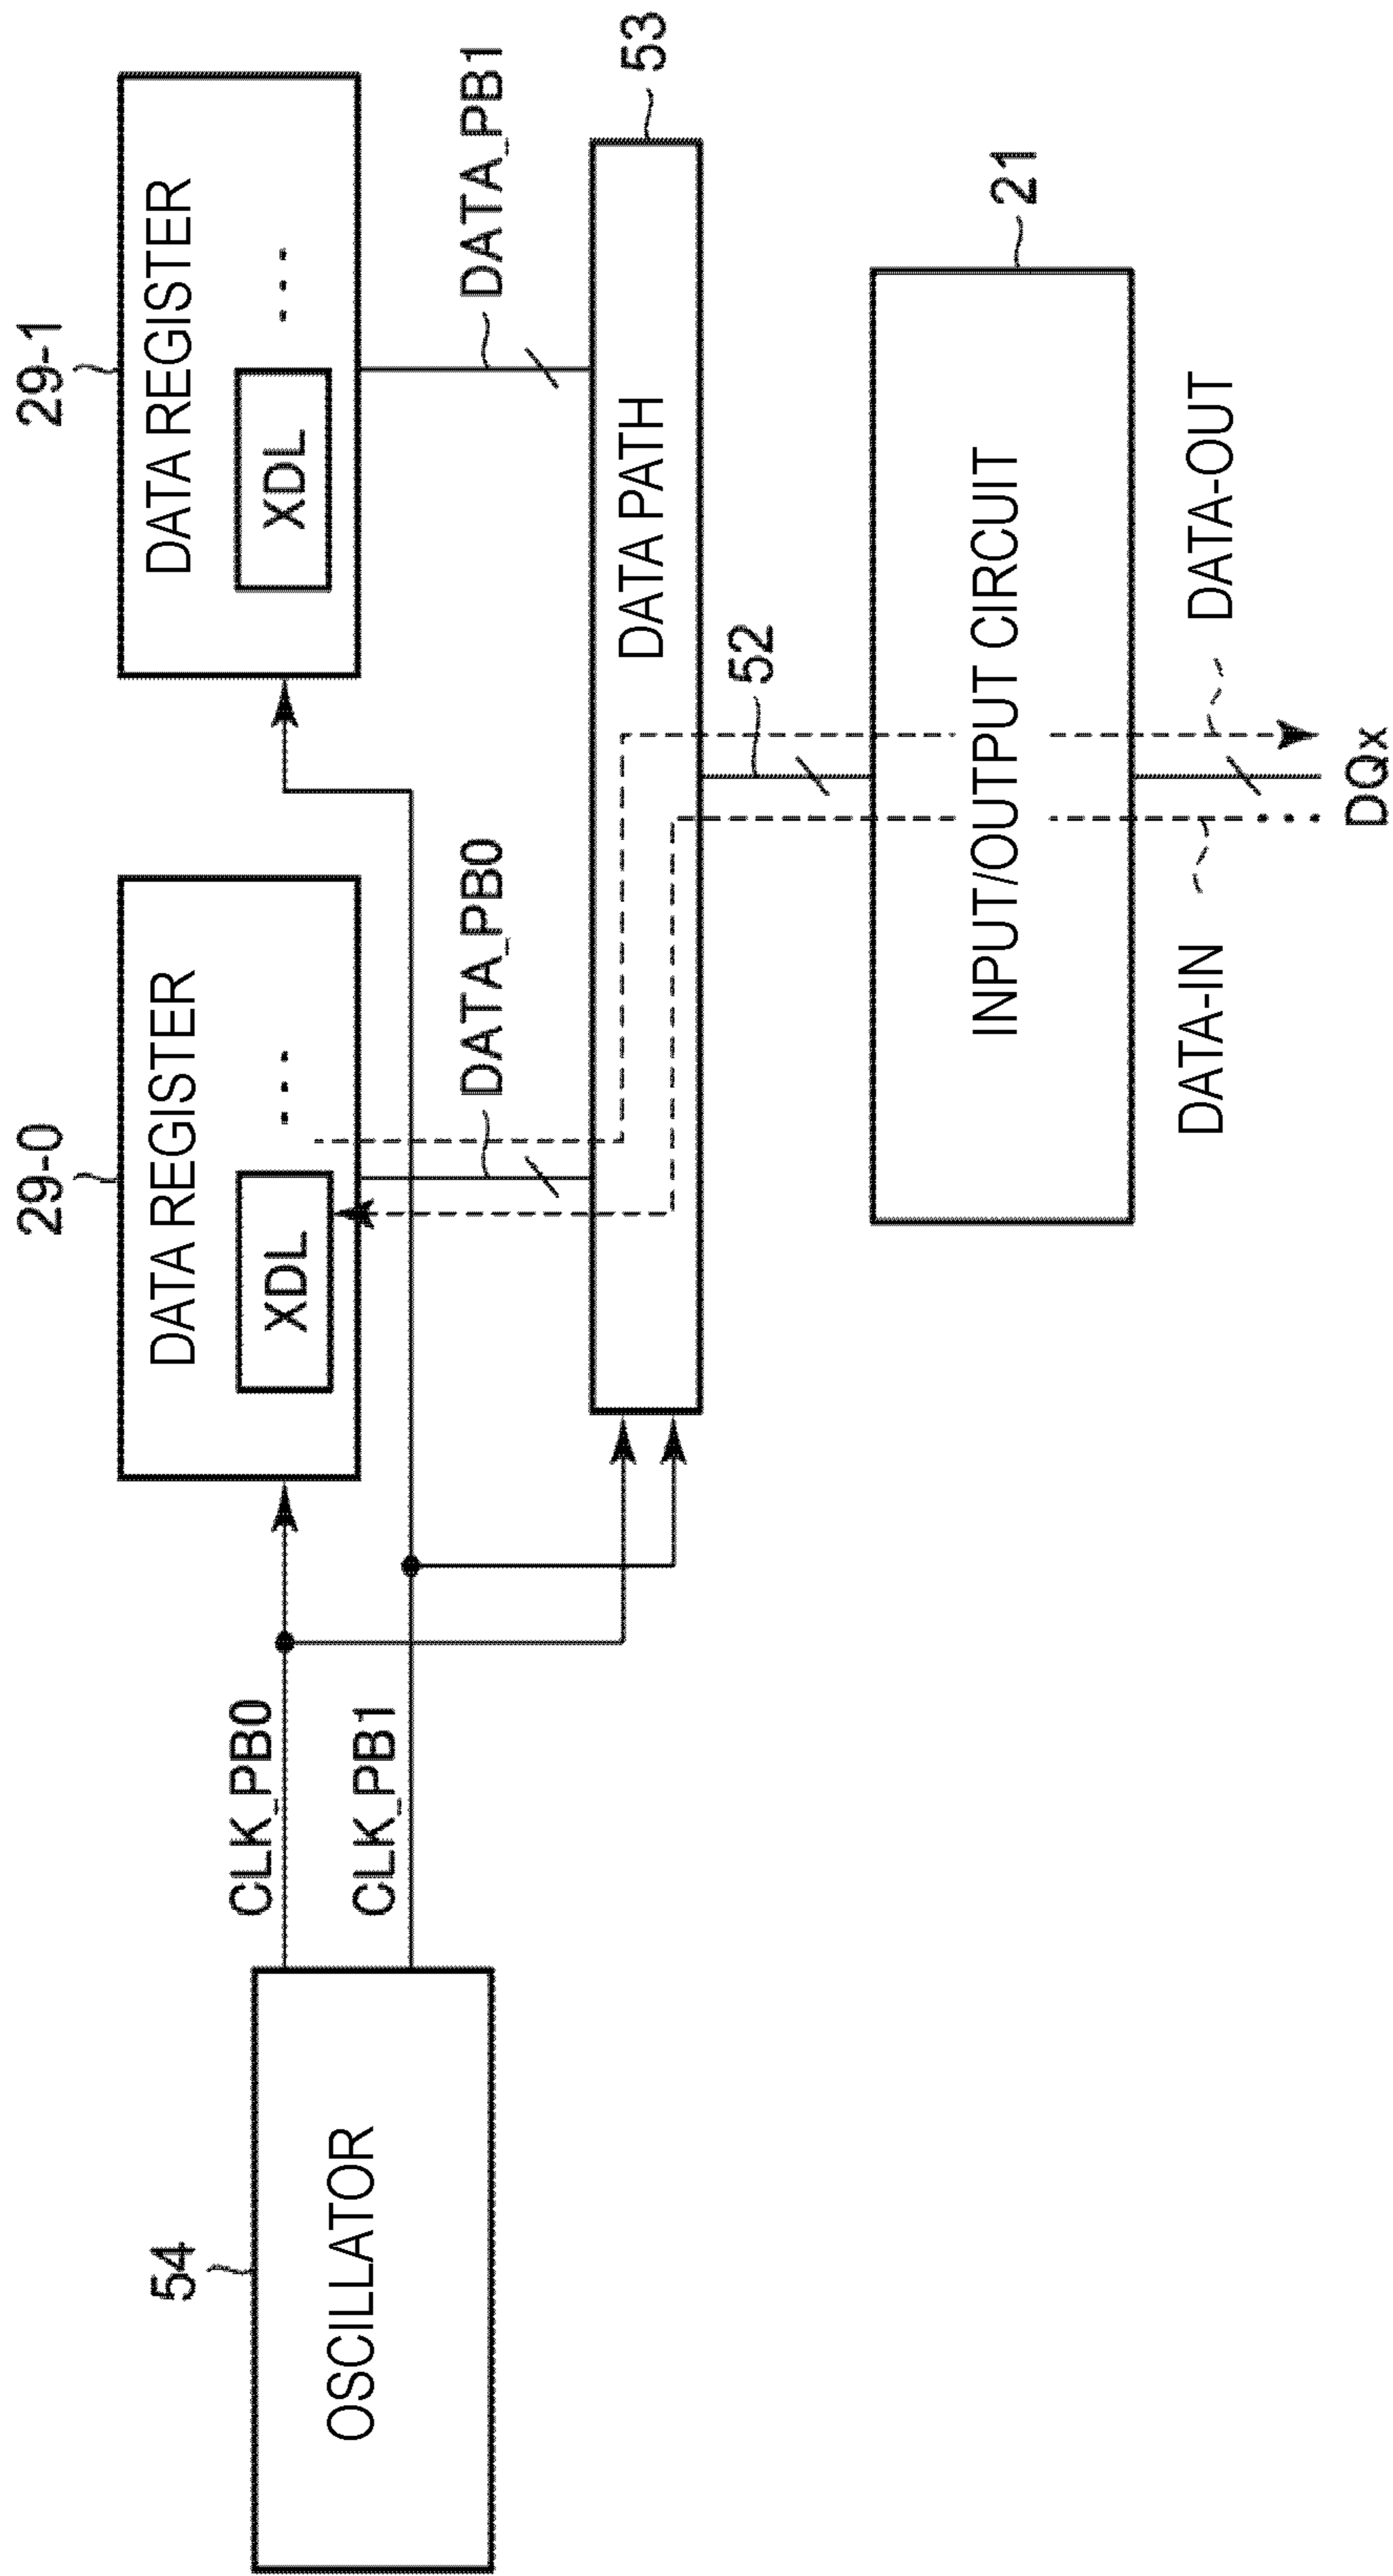 29-0
29-1
DATA REGISTER
DATA REGISTER
XDL
...
XDL
...
54
CLK_PB0
OSCILLATOR
CLK_PB1
DATA_PB0
DATA_PB1
53
DATA PATH
52
21
INPUT/OUTPUT CIRCUIT
DATA-IN
DATA-OUT
DQx